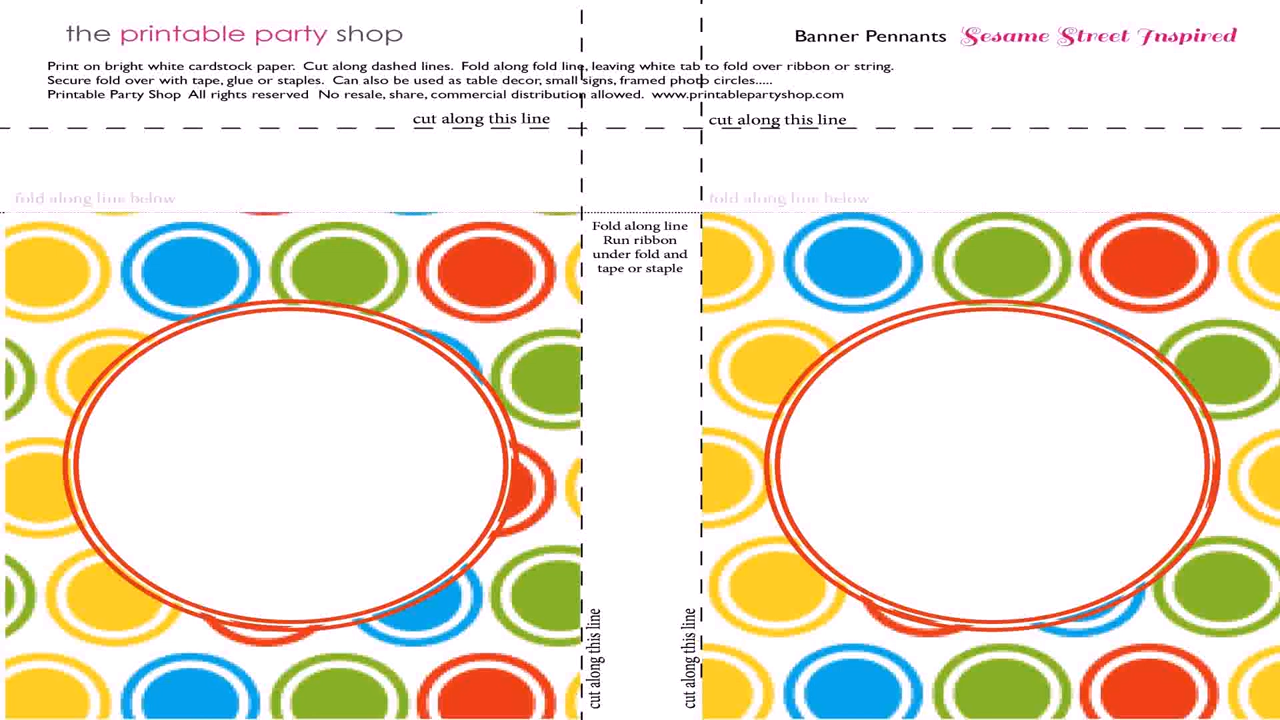 the printable party shop
Banner Pennants Sesame Street Inspired
Print on bright white cardstock paper. Cut along dashed lines. Fold along fold line, leaving white tab to fold over ribbon or string.
Secure fold over with tape, glue or staples. Can also be used as table decor, small signs, framed photo circles.....
Printable Party Shop All rights reserved No resale, share, commercial distribution allowed. www.printablepartyshop.com
cut along this line
cut along this line
fold along line below
fold along line below
Fold along line
Run ribbon
under fold and
tape or staple
cut along this line
cut along this line